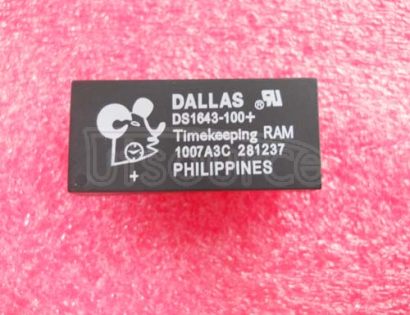 DALLAS ®
DS1643-100+
Timekeeping RAM
1007A3C 281237
PHILIPPINES
+